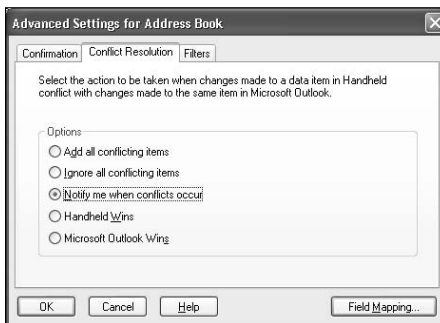 Advanced Settings for Address Book
Confirmation Conflict Resolution Filters
Select the action to be taken when changes made to a data item in Handheld
conflict with changes made to the same item in Microsoft Outlook.
Options
Add all conflicting items
Ignore all conflicting items
Notify me when conflicts occur
Handheld Wins
Microsoft Outlook Wins
OK Cancel Help Field Mapping...